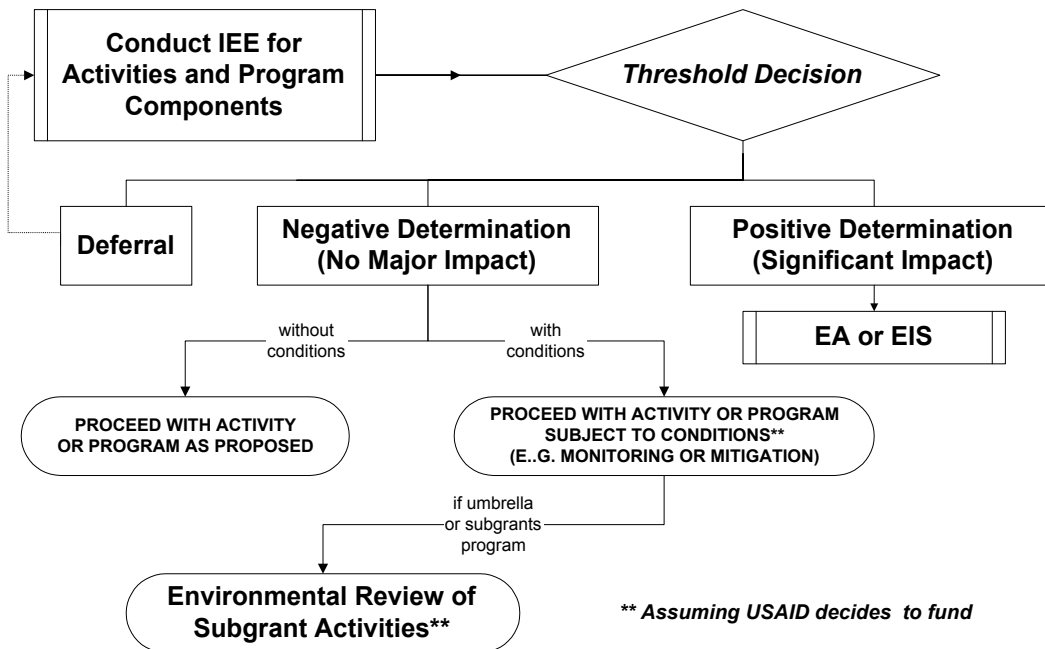 Conduct IEE for
Activities and Program
Components
Threshold Decision
Deferral
Negative Determination
(No Major Impact)
Positive Determination
(Significant Impact)
without
conditions
with
conditions
EA or EIS
PROCEED WITH ACTIVITY
OR PROGRAM AS PROPOSED
PROCEED WITH ACTIVITY OR PROGRAM
SUBJECT TO CONDITIONS**
(E..G. MONITORING OR MITIGATION)
if umbrella
or subgrants
program
Environmental Review of
Subgrant Activities**
** Assuming USAID decides to fund